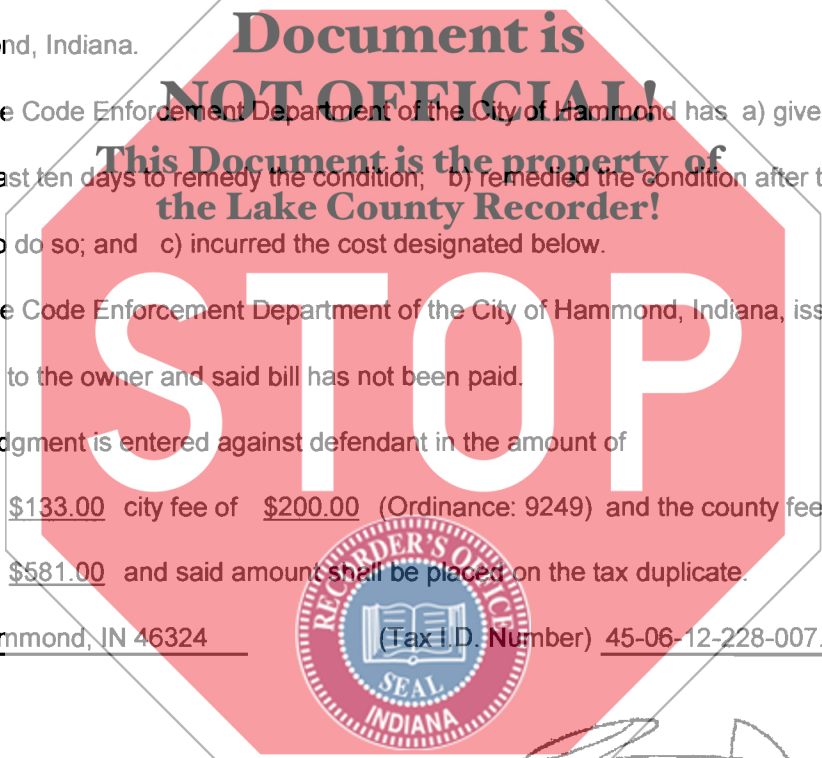 Document is
nd, Indiana.
NOT OFFICIAL!
e Code Enforcement Department of the City of Hammond has a) give
This Document is the property of
ast ten days to remedy the condition; b) remedied the condition after t
the Lake County Recorder!
o do so; and c) incurred the cost designated below.
STOP
e Code Enforcement Department of the City of Hammond, Indiana, iss
to the owner and said bill has not been paid.
dgment is entered against defendant in the amount of
$133.00 city fee of $200.00 (Ordinance: 9249) and the county fee
$581.00 and said amount shall be placed on the tax duplicate.
mmond, IN 46324 (Tax I.D. Number) 45-06-12-228-007.
RECORDER'S OFFICE
SEAL
INDIANA